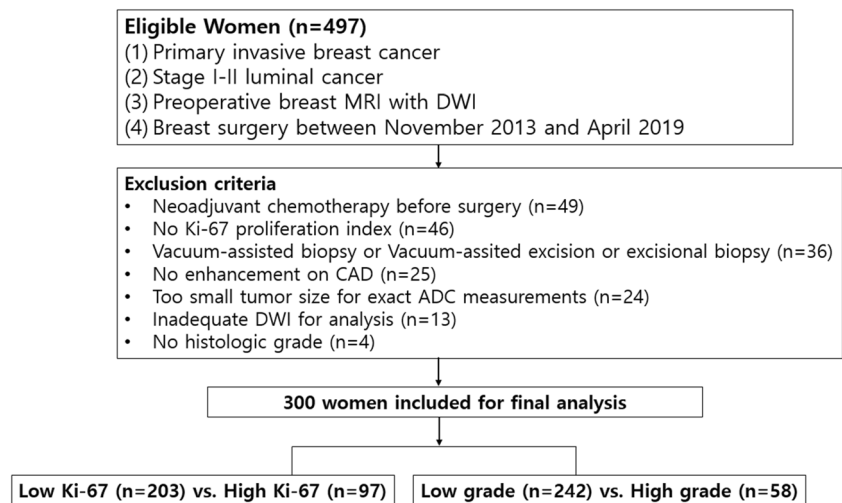 Eligible Women (n=497)
(1) Primary invasive breast cancer
(2) Stage I-II luminal cancer
(3) Preoperative breast MRI with DWI
(4) Breast surgery between November 2013 and April 2019
Exclusion criteria
• Neoadjuvant chemotherapy before surgery (n=49)
• No Ki-67 proliferation index (n=46)
• Vacuum-assisted biopsy or Vacuum-assited excision or excisional biopsy (n=36)
• No enhancement on CAD (n=25)
• Too small tumor size for exact ADC measurements (n=24)
• Inadequate DWI for analysis (n=13)
• No histologic grade (n=4)
300 women included for final analysis
Low Ki-67 (n=203) vs. High Ki-67 (n=97)
Low grade (n=242) vs. High grade (n=58)